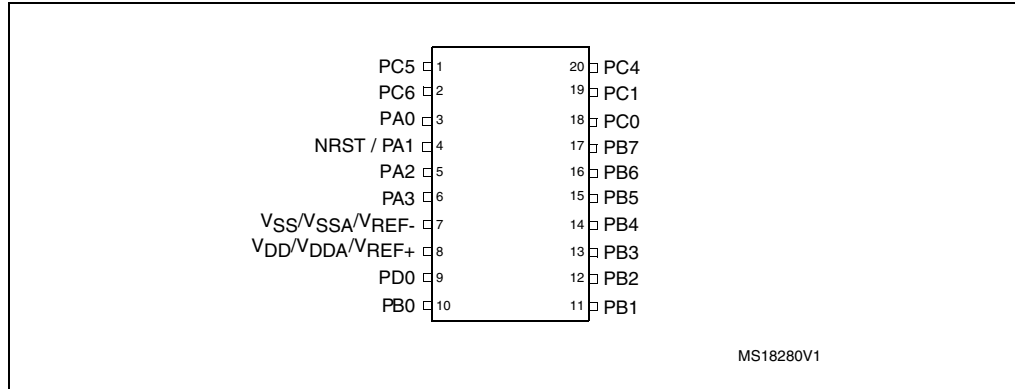 PC5 1 20 PC4
PC6 2 19 PC1
PA0 3 18 PC0
NRST / PA1 4 17 PB7
PA2 5 16 PB6
PA3 6 15 PB5
VSS/VSSA/VREF- 7 14 PB4
VDD/VDDA/VREF+ 8 13 PB3
PD0 9 12 PB2
PB0 10 11 PB1
MS18280V1